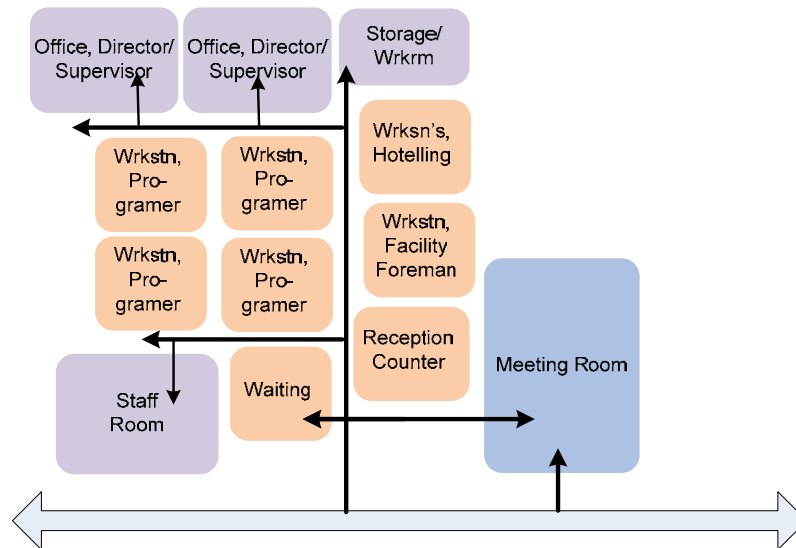 Office, Director/
Supervisor
Office, Director/
Supervisor
Storage/
Wrkrm
Wrksn's,
Hotelling
Wrkstn,
Pro-
gramer
Wrkstn,
Pro-
gramer
Wrkstn,
Facility
Foreman
Wrkstn,
Pro-
gramer
Wrkstn,
Pro-
gramer
Reception
Counter
Meeting Room
Staff
Room
Waiting